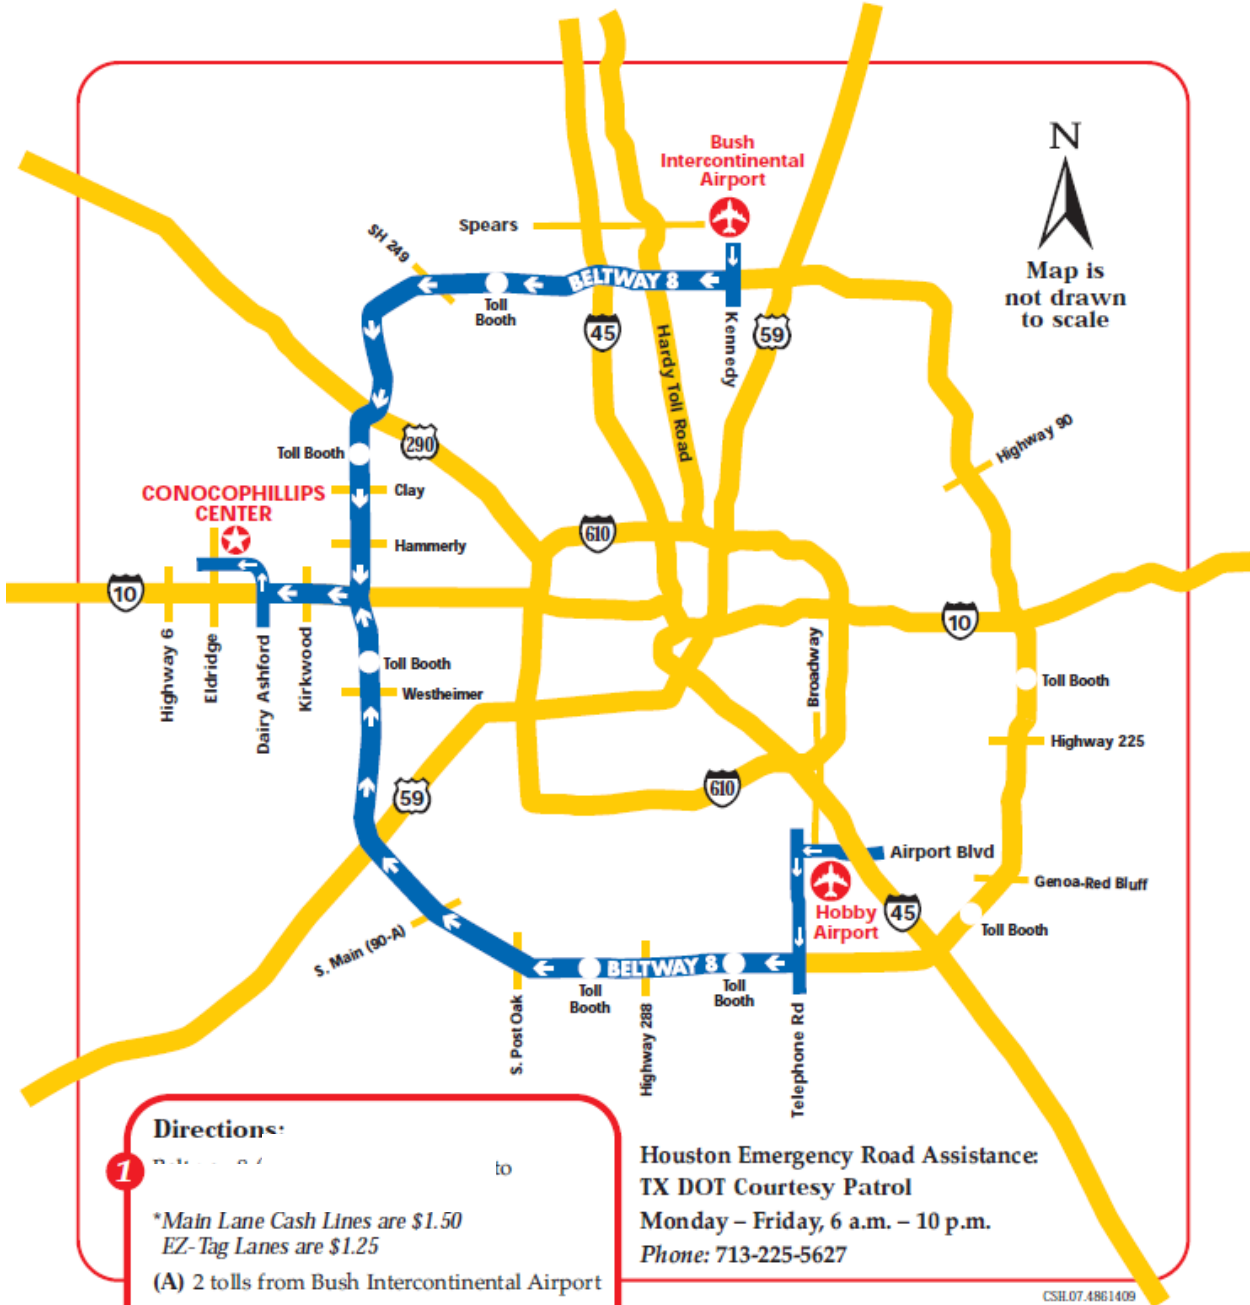 Bush
Intercontinental
Airport
N
Map is
not drawn
to scale
Spears
SH 249
BELTWAY 8
Toll
Booth
45
Hardy Toll Road
Kennedy
59
290
Toll Booth
Highway 90
CONOCOPHILLIPS
CENTER
Clay
Hammerly
610
10
10
Highway 6
Eldridge
Dairy Ashford
Kirkwood
Toll Booth
Westheimer
Broadway
Toll Booth
Highway 225
59
610
Airport Blvd
Genoa-Red Bluff
Hobby
Airport
45
Toll Booth
S. Main (90-A)
BELTWAY 8
Toll
Booth
Toll
Booth
S. Post Oak
Highway 288
Telephone Rd
Directions:
1
to
*Main Lane Cash Lines are $1.50
EZ-Tag Lanes are $1.25
(A) 2 tolls from Bush Intercontinental Airport
Houston Emergency Road Assistance:
TX DOT Courtesy Patrol
Monday – Friday, 6 a.m. – 10 p.m.
Phone: 713-225-5627
CSH.07.4861409